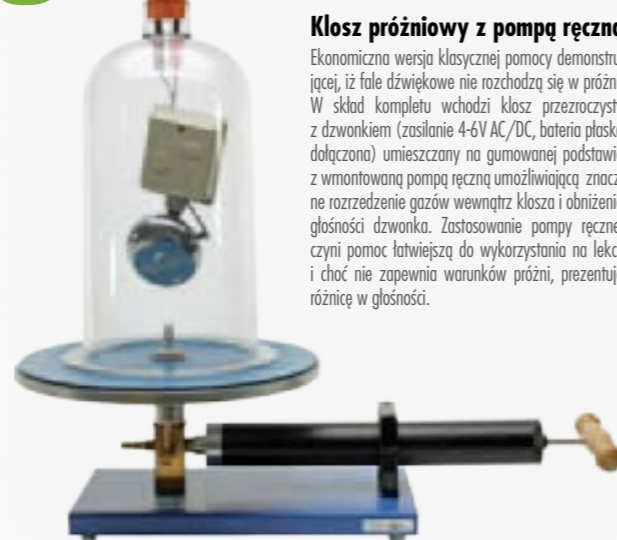 Klosz próżniowy z pompą ręczną
Ekonomiczna wersja klasycznej pomocy demonstru
jącej, iż fale dźwiękowe nie rozchodzą się w próżn
W skład kompletu wchodzi klosz przezroczyst
z dzwonkiem (zasilanie 4-6V AC/DC, bateria płask
dołączona) umieszczany na gumowanej podstawi
z wmontowaną pompą ręczną umożliwiającą znacz
ne rozrzedzenie gazów wewnątrz klosza i obniżeni
głośności dzwonka. Zastosowanie pompy ręczne
czyni pomoc łatwiejszą do wykorzystania na lekc
i choć nie zapewnia warunków próżni, prezentuj
różnicę w głośności.